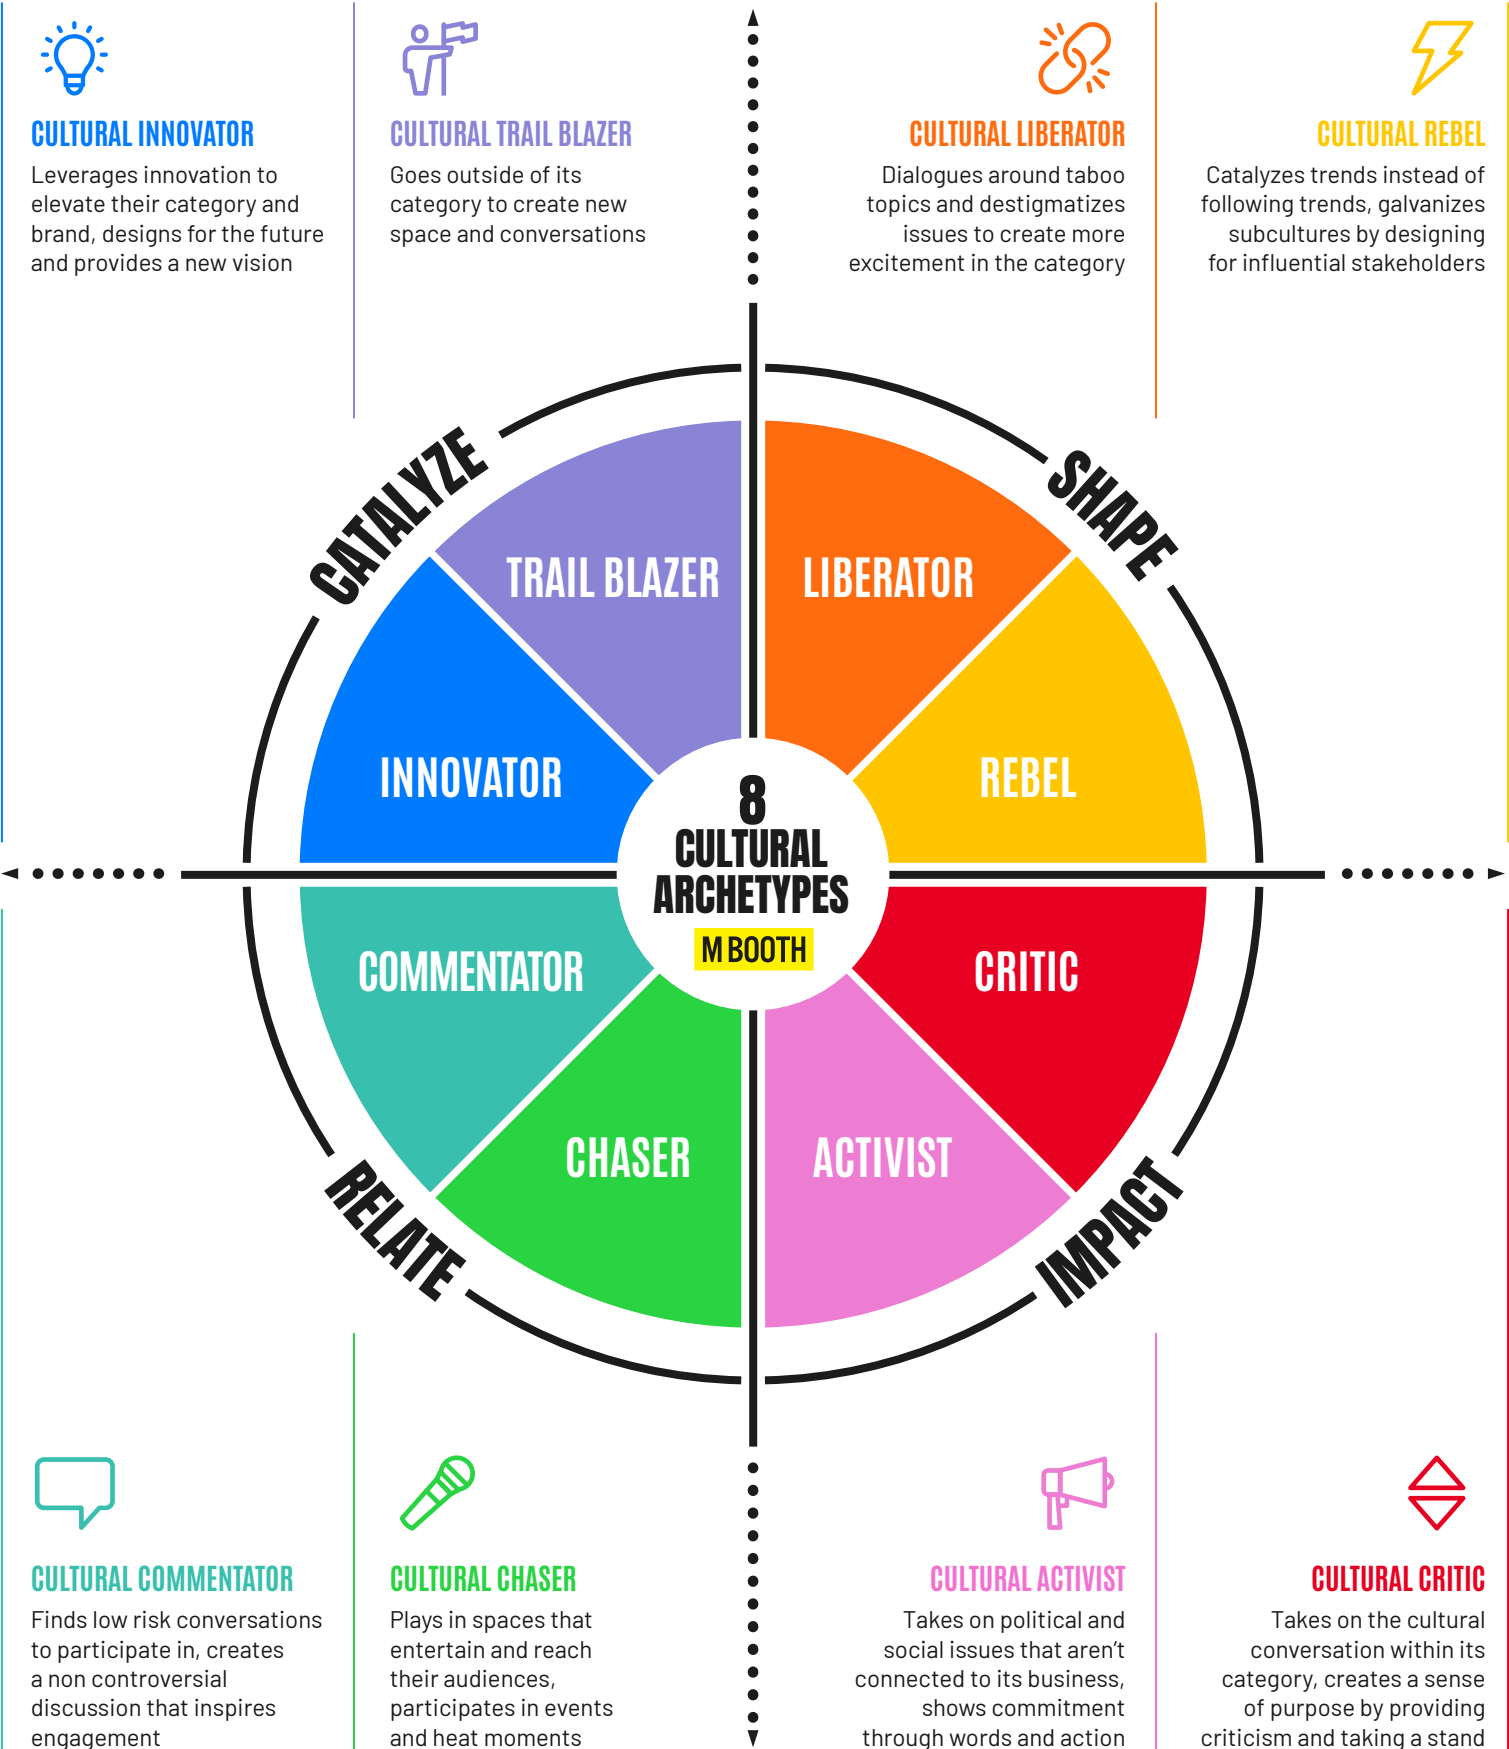 CULTURAL INNOVATOR
Leverages innovation to
elevate their category and
brand, designs for the future
and provides a new vision
CULTURAL TRAIL BLAZER
Goes outside of its
category to create new
space and conversations
CULTURAL LIBERATOR
Dialogues around taboo
topics and destigmatizes
issues to create more
excitement in the category
CULTURAL REBEL
Catalyzes trends instead of
following trends, galvanizes
subcultures by designing
for influential stakeholders
CATALYZE
SHAPE
TRAIL BLAZER
LIBERATOR
INNOVATOR
REBEL
8
CULTURAL
ARCHETYPES
M BOOTH
COMMENTATOR
CRITIC
CHASER
ACTIVIST
RELATE
IMPACT
CULTURAL COMMENTATOR
Finds low risk conversations
to participate in, creates
a non controversial
discussion that inspires
engagement
CULTURAL CHASER
Plays in spaces that
entertain and reach
their audiences,
participates in events
and heat moments
CULTURAL ACTIVIST
Takes on political and
social issues that aren’t
connected to its business,
shows commitment
through words and action
CULTURAL CRITIC
Takes on the cultural
conversation within its
category, creates a sense
of purpose by providing
criticism and taking a stand